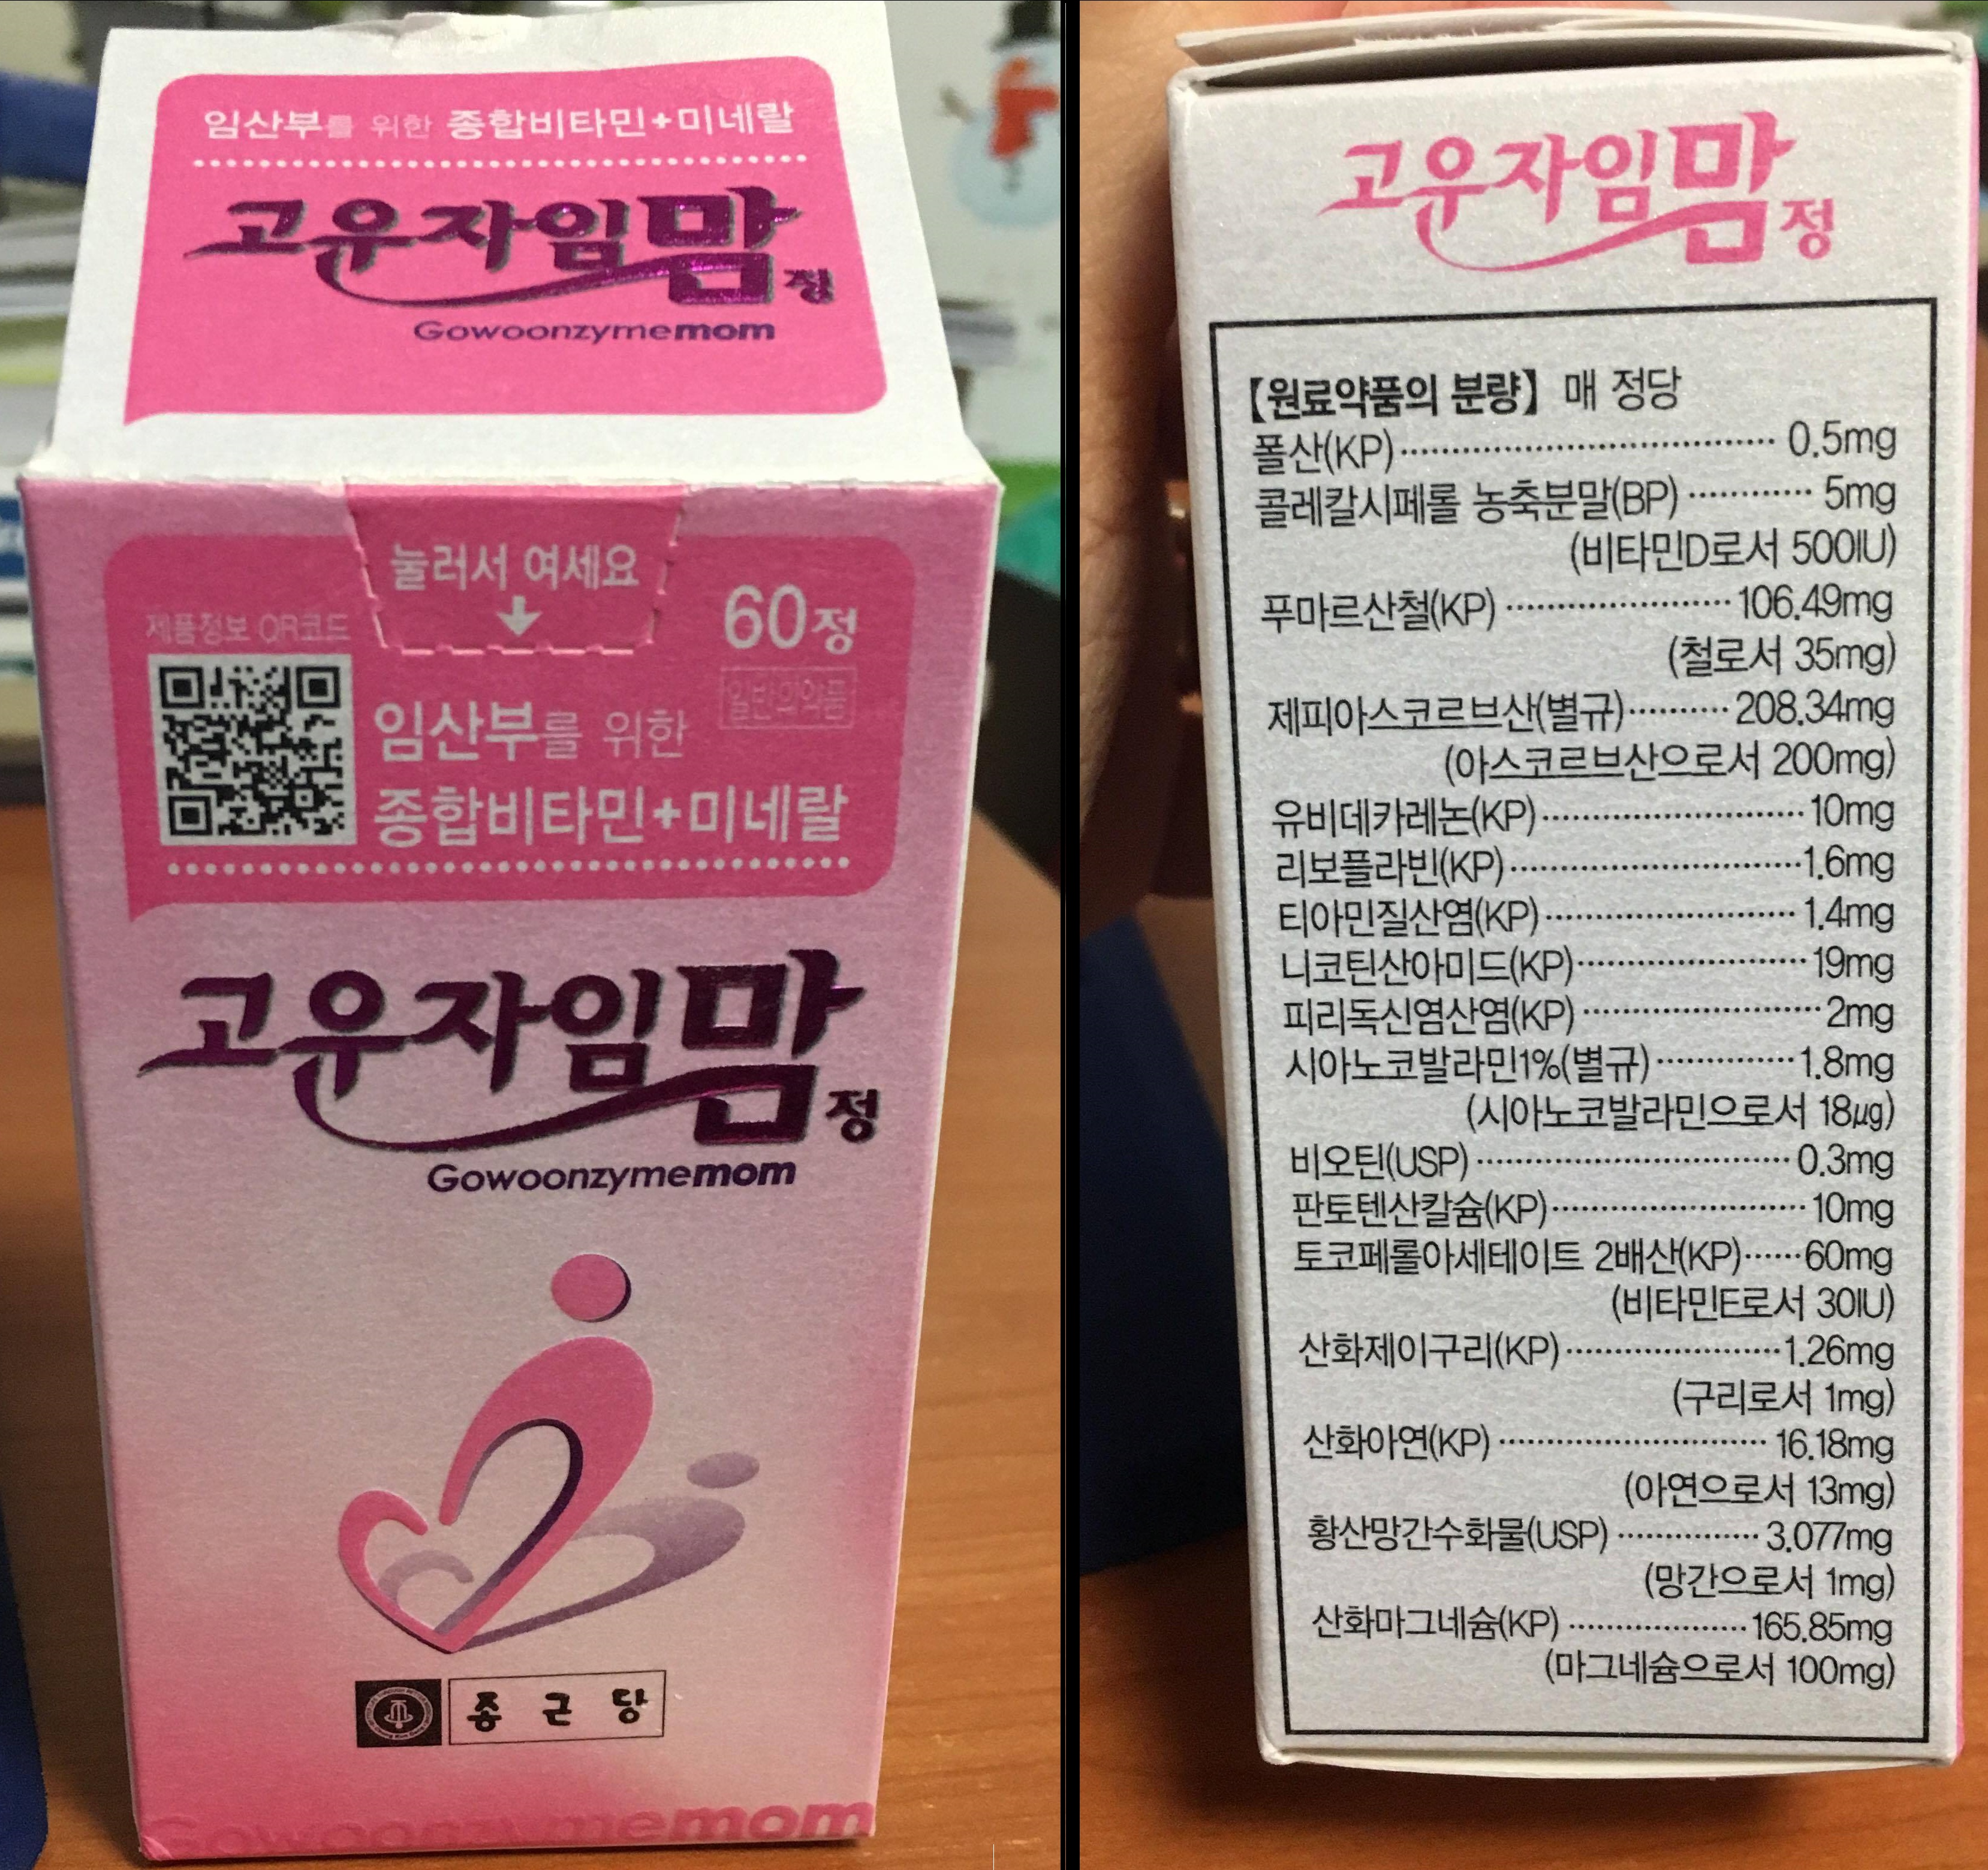 임산부를 위한 종합비타민+미네랄
고운자임맘정
Gowoonzymemom
눌러서 여세요
제품정보 QR코드
60정
일반의약품
임산부를 위한
종합비타민+미네랄
고운자임맘정
Gowoonzymemom
종근당
Gowoonzymemom
고운자임맘정
【원료약품의 분량】 매 정당
폴산(KP) 0.5mg
콜레칼시페롤 농축분말(BP) 5mg
(비타민D로서 500IU)
푸마르산철(KP) 106.49mg
(철로서 35mg)
제피아스코르브산(별규) 208.34mg
(아스코르브산으로서 200mg)
유비데카레논(KP) 10mg
리보플라빈(KP) 1.6mg
티아민질산염(KP) 1.4mg
니코틴산아미드(KP) 19mg
피리독신염산염(KP) 2mg
시아노코발라민1%(별규) 1.8mg
(시아노코발라민으로서 18㎍)
비오틴(USP) 0.3mg
판토텐산칼슘(KP) 10mg
토코페롤아세테이트 2배산(KP) 60mg
(비타민E로서 30IU)
산화제이구리(KP) 1.26mg
(구리로서 1mg)
산화아연(KP) 16.18mg
(아연으로서 13mg)
황산망간수화물(USP) 3.077mg
(망간으로서 1mg)
산화마그네슘(KP) 165.85mg
(마그네슘으로서 100mg)